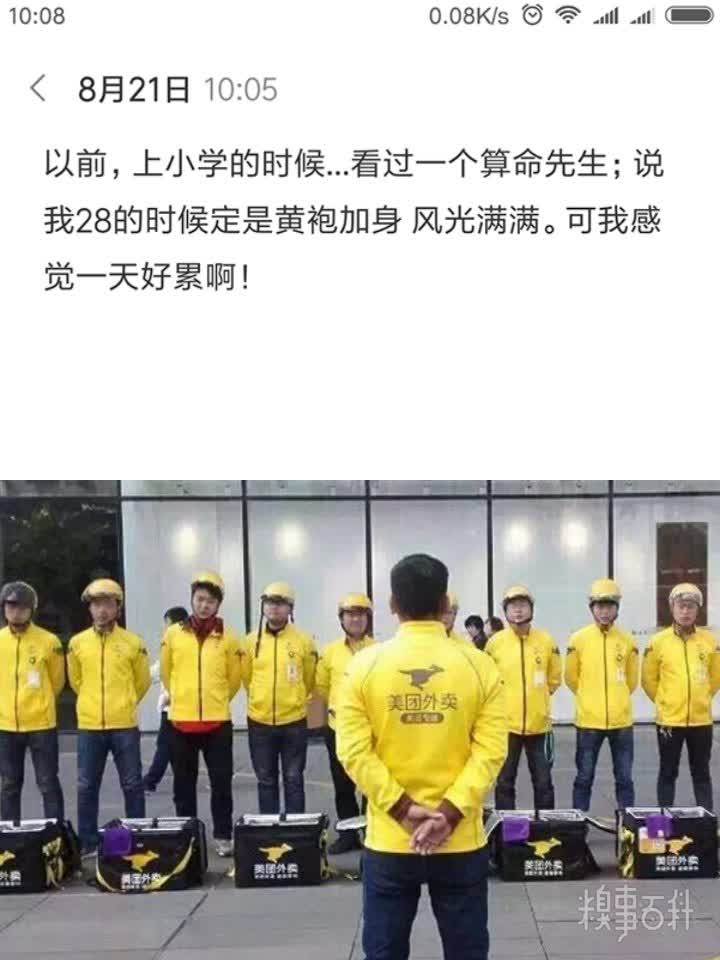 10:08
0.08K/s
8月21日 10:05
以前，上小学的时候...看过一个算命先生；说
我28的时候定是黄袍加身 风光满满。可我感
觉一天好累啊！
美团外卖
美团外卖
美团外卖
美团外卖
美团外卖
糗事百科